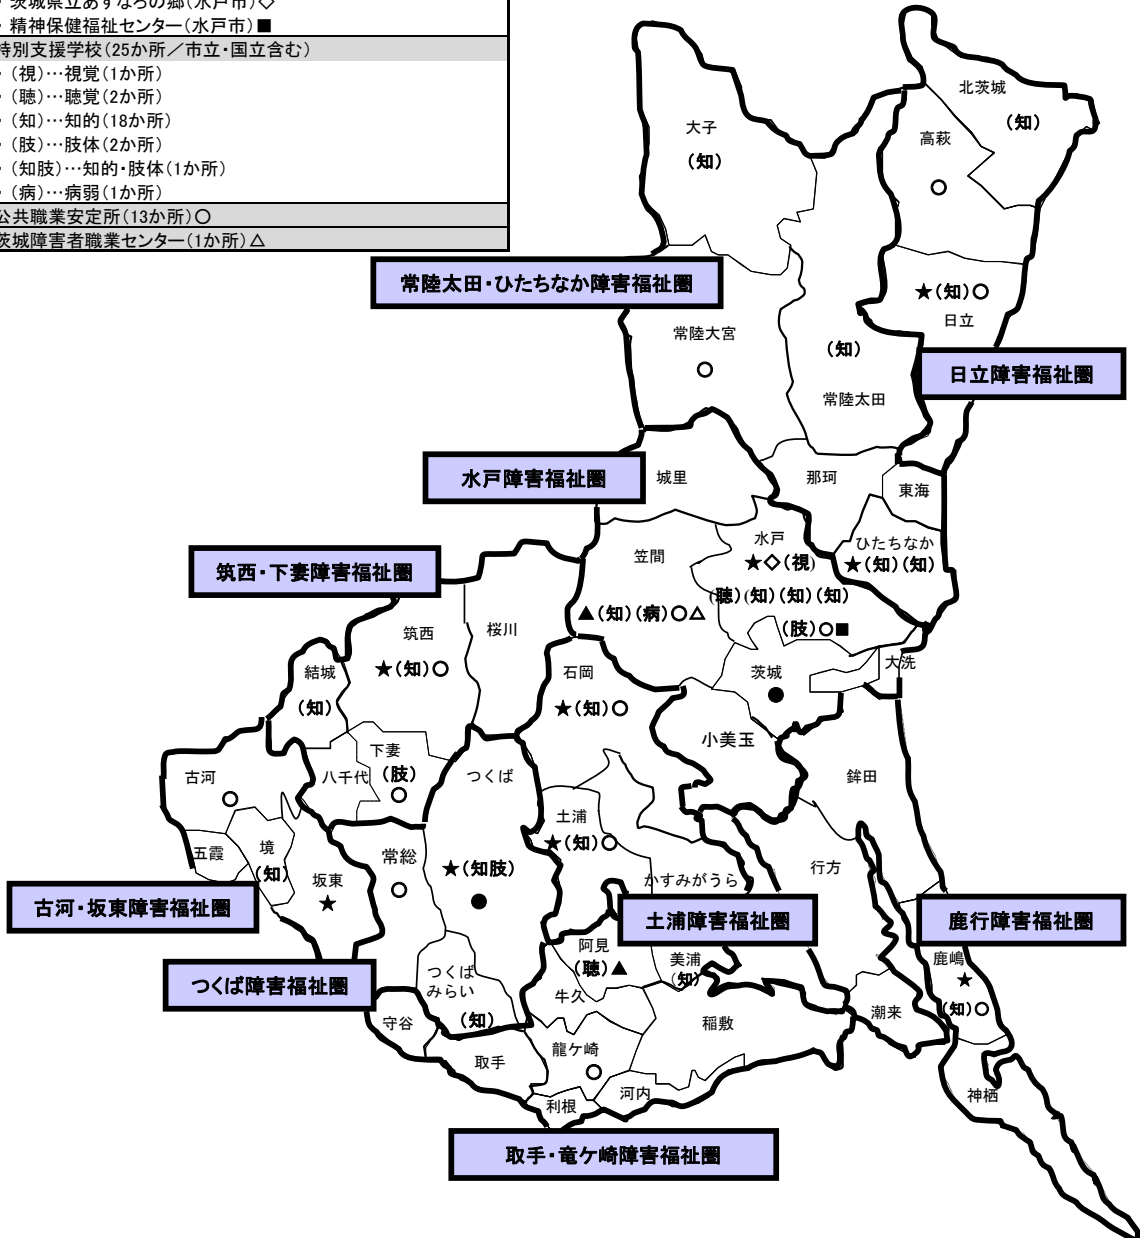 ・茨城県立あすなろの郷(水戸市)◇
・精神保健福祉センター(水戸市)■
特別支援学校(25か所／市立・国立含む)
・(視)…視覚(1か所)
・(聴)…聴覚(2か所)
・(知)…知的(18か所)
・(肢)…肢体(2か所)
・(知肢)…知的・肢体(1か所)
・(病)…病弱(1か所)
公共職業安定所(13か所)○
茨城障害者職業センター(1か所)△
北茨城
(知)
大子
(知)
高萩
○
常陸太田・ひたちなか障害福祉圏
★(知)○
日立
常陸大宮
○
(知)
常陸太田
日立障害福祉圏
水戸障害福祉圏
城里
那珂
東海
水戸
★◇(視)
(聴)(知)(知)(知)
(肢)○■
ひたちなか
★(知)(知)
笠間
▲(知)(病)○△
筑西・下妻障害福祉圏
筑西
★(知)○
桜川
結城
(知)
石岡
★(知)○
茨城
●
大洗
小美玉
下妻
(肢)
○
八千代
つくば
★(知肢)
●
古河
○
鉾田
土浦
★(知)○
五霞
境
(知)
坂東
★
常総
○
行方
かすみがうら
古河・坂東障害福祉圏
土浦障害福祉圏
鹿行障害福祉圏
阿見
(聴)▲
美浦
(知)
鹿嶋
★
(知)○
つくば障害福祉圏
つくば
みらい
(知)
牛久
守谷
稲敷
潮来
取手
龍ケ崎
○
河内
利根
神栖
取手・竜ケ崎障害福祉圏